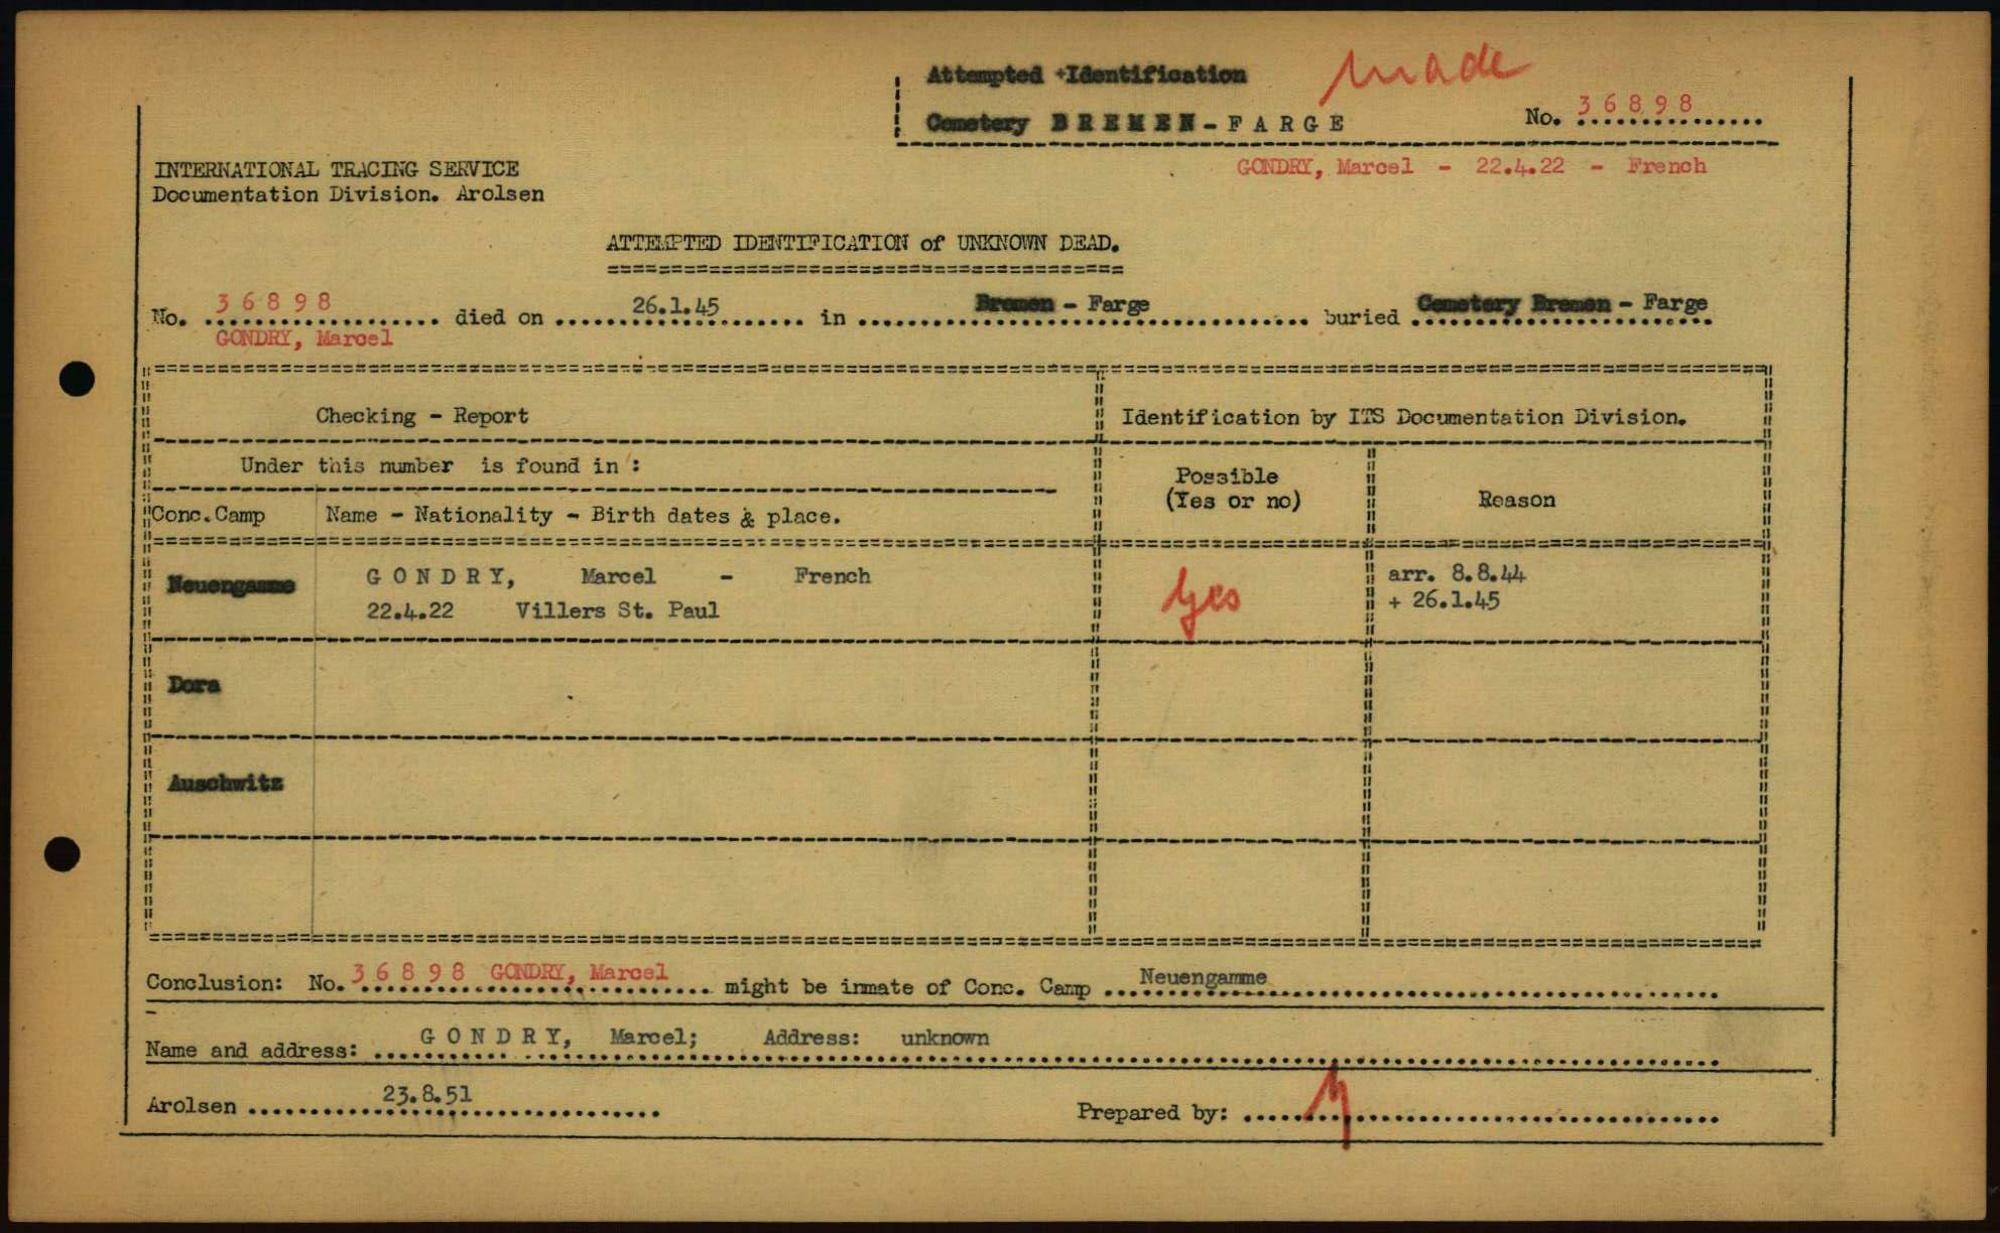 Attempted +Identification made
Cemetery BREMEN - FARGE No. 36898
GONDRY, Marcel - 22.4.22 - French
INTERNATIONAL TRACING SERVICE
Documentation Division. Arolsen
ATTEMPTED IDENTIFICATION of UNKNOWN DEAD.
No. 36898 died on 26.1.45 in Bremen - Farge buried Cemetery Bremen - Farge
GONDRY, Marcel
Checking - Report Identification by ITS Documentation Division.
Under this number is found in :
Possible
(Yes or no) Reason
Conc.Camp Name - Nationality - Birth dates & place.
Neuengamme GONDRY, Marcel - French yes arr. 8.8.44
22.4.22 Villers St. Paul + 26.1.45
Dora
Auschwitz
Conclusion: No. 36898 GONDRY, Marcel might be inmate of Conc. Camp Neuengamme
Name and address: GONDRY, Marcel; Address: unknown
Arolsen 23.8.51 Prepared by: